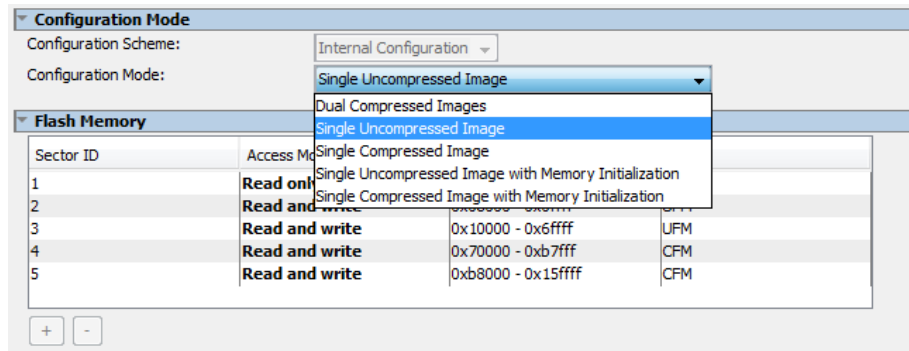 Configuration Mode
Configuration Scheme: Internal Configuration
Configuration Mode: Single Uncompressed Image
Dual Compressed Images
Single Uncompressed Image
Single Compressed Image
Single Uncompressed Image with Memory Initialization
Single Compressed Image with Memory Initialization
Flash Memory
Sector ID Access
1 Read
2 Read and write
3 Read and write 0x10000 - 0x6ffff UFM
4 Read and write 0x70000 - 0xb7fff CFM
5 Read and write 0xb8000 - 0x15ffff CFM
+ -